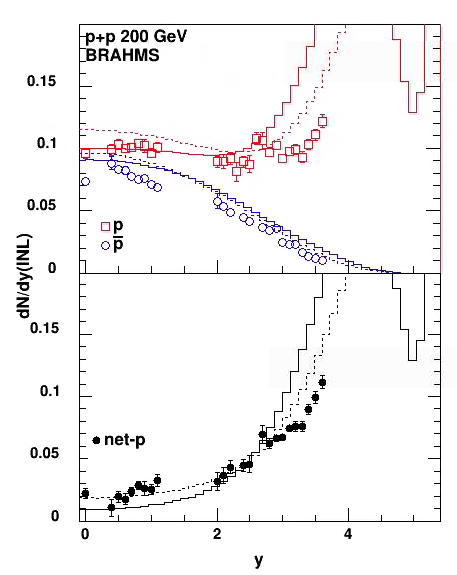 p+p 200 GeV
BRAHMS
0.15
0.1
0.05
0
p
p̅
dN/dy(INL)
0.15
0.1
0.05
0
net-p
0
2
4
y